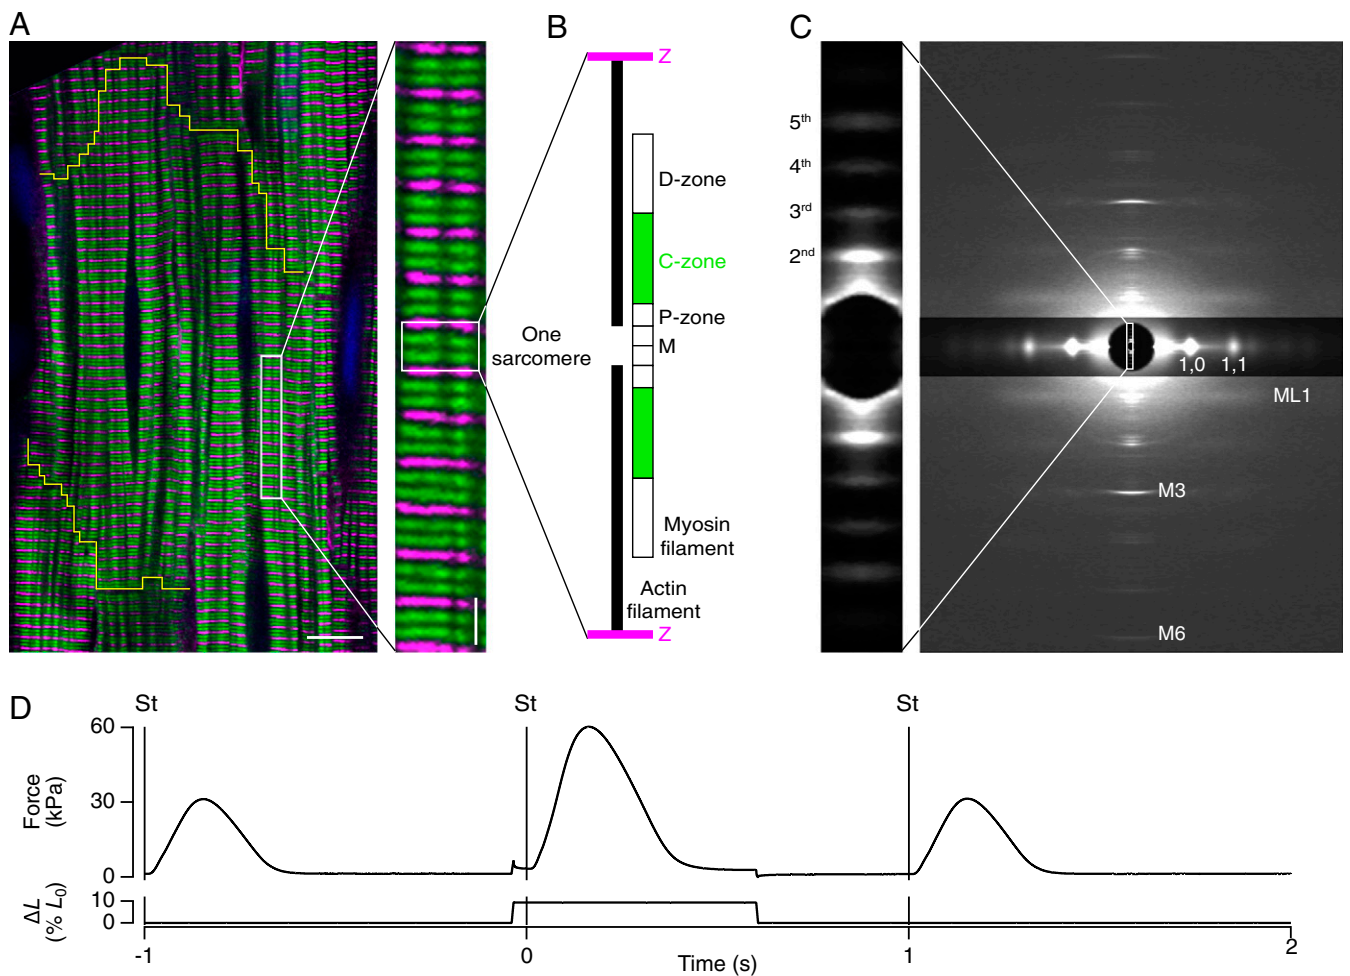 A
B
C
Z
D-zone
C-zone
P-zone
M
One
sarcomere
Myosin
filament
Actin
filament
Z
5th
4th
3rd
2nd
1,0
1,1
ML1
M3
M6
D
St
St
St
60
30
0
Force
(kPa)
10
0
ΔL
(% L0)
-1
0
1
2
Time (s)